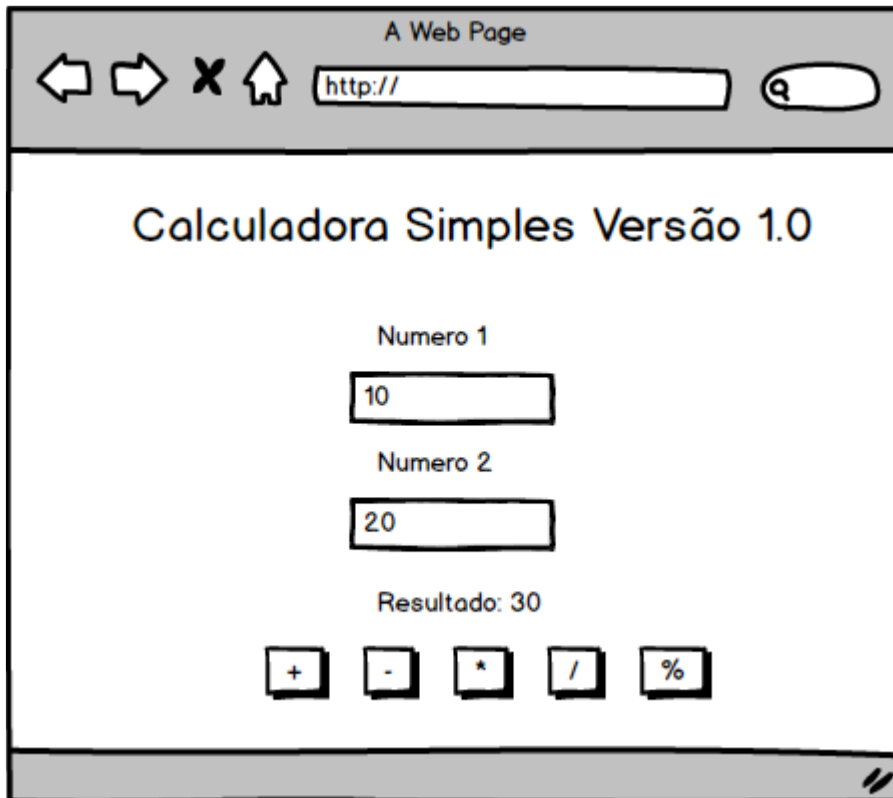 A Web Page
http://
Calculadora Simples Versão 1.0
Numero 1
10
Numero 2
20
Resultado: 30
+ - * / %